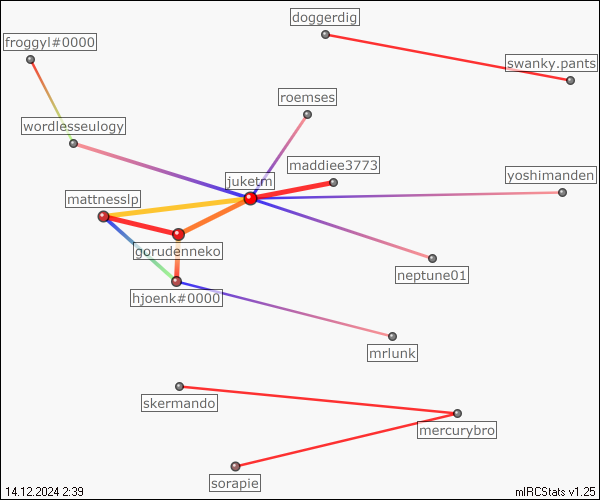 doggerdig
froggyl#0000
swanky.pants
roemses
wordlesseulogy
maddiee3773
juketm
yoshimanden
mattnesslp
gorudenneko
neptune01
hjoenk#0000
mrlunk
skermando
mercurybro
sorapie
14.12.2024 2:39
mIRCStats v1.25